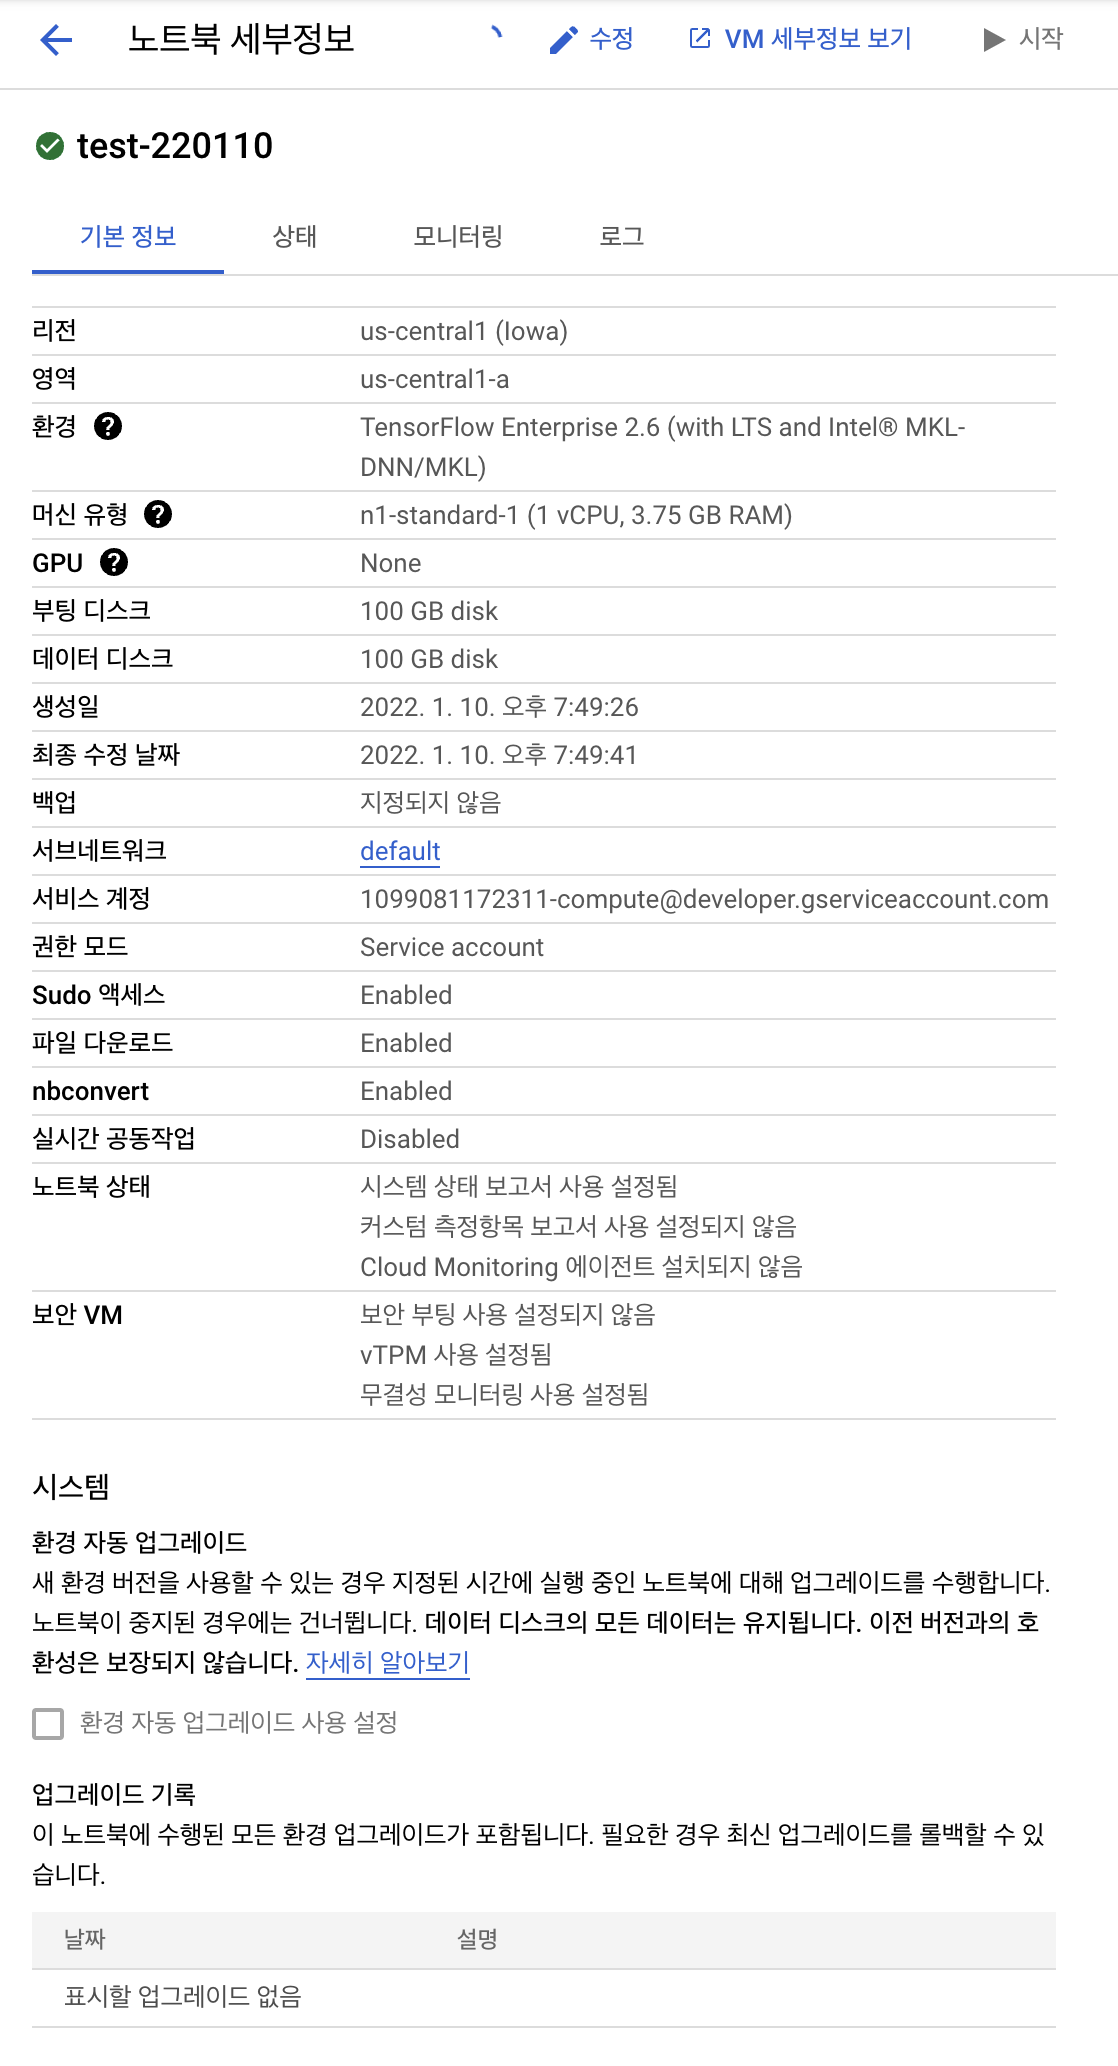 노트북 세부정보 수정 VM 세부정보 보기 시작
test-220110
기본 정보 상태 모니터링 로그
리전 us-central1 (Iowa)
영역 us-central1-a
환경 TensorFlow Enterprise 2.6 (with LTS and Intel® MKL-
DNN/MKL)
머신 유형 n1-standard-1 (1 vCPU, 3.75 GB RAM)
GPU None
부팅 디스크 100 GB disk
데이터 디스크 100 GB disk
생성일 2022. 1. 10. 오후 7:49:26
최종 수정 날짜 2022. 1. 10. 오후 7:49:41
백업 지정되지 않음
서브네트워크 default
서비스 계정 1099081172311-compute@developer.gserviceaccount.com
권한 모드 Service account
Sudo 액세스 Enabled
파일 다운로드 Enabled
nbconvert Enabled
실시간 공동작업 Disabled
노트북 상태 시스템 상태 보고서 사용 설정됨
커스텀 측정항목 보고서 사용 설정되지 않음
Cloud Monitoring 에이전트 설치되지 않음
보안 VM 보안 부팅 사용 설정되지 않음
vTPM 사용 설정됨
무결성 모니터링 사용 설정됨
시스템
환경 자동 업그레이드
새 환경 버전을 사용할 수 있는 경우 지정된 시간에 실행 중인 노트북에 대해 업그레이드를 수행합니다.
노트북이 중지된 경우에는 건너뜁니다. 데이터 디스크의 모든 데이터는 유지됩니다. 이전 버전과의 호
환성은 보장되지 않습니다. 자세히 알아보기
환경 자동 업그레이드 사용 설정
업그레이드 기록
이 노트북에 수행된 모든 환경 업그레이드가 포함됩니다. 필요한 경우 최신 업그레이드를 롤백할 수 있
습니다.
날짜 설명
표시할 업그레이드 없음